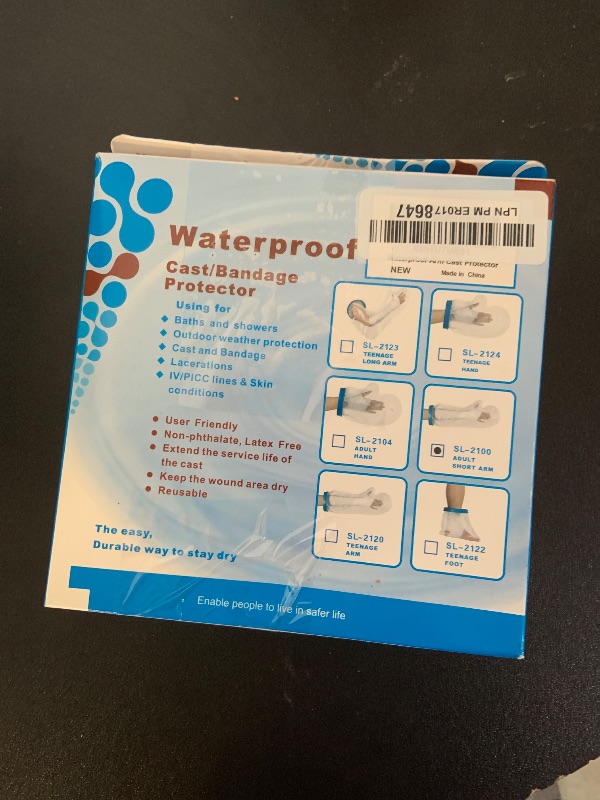 LPN PM ER0178647
Waterproof
Cast/Bandage
Protector
Arm Cast Protector
NEW
Made in China
Using for
Baths and showers
Outdoor weather protection
Cast and Bandage
Lacerations
IV/PICC lines & Skin
conditions
User Friendly
Non-phthalate, Latex Free
Extend the service life of
the cast
Keep the wound area dry
Reusable
The easy,
Durable way to stay dry
SL-2123
TEENAGE
LONG ARM
SL-2124
TEENAGE
HAND
SL-2104
ADULT
HAND
SL-2100
ADULT
SHORT ARM
SL-2120
TEENAGE
ARM
SL-2122
TEENAGE
FOOT
Enable people to live in safer life